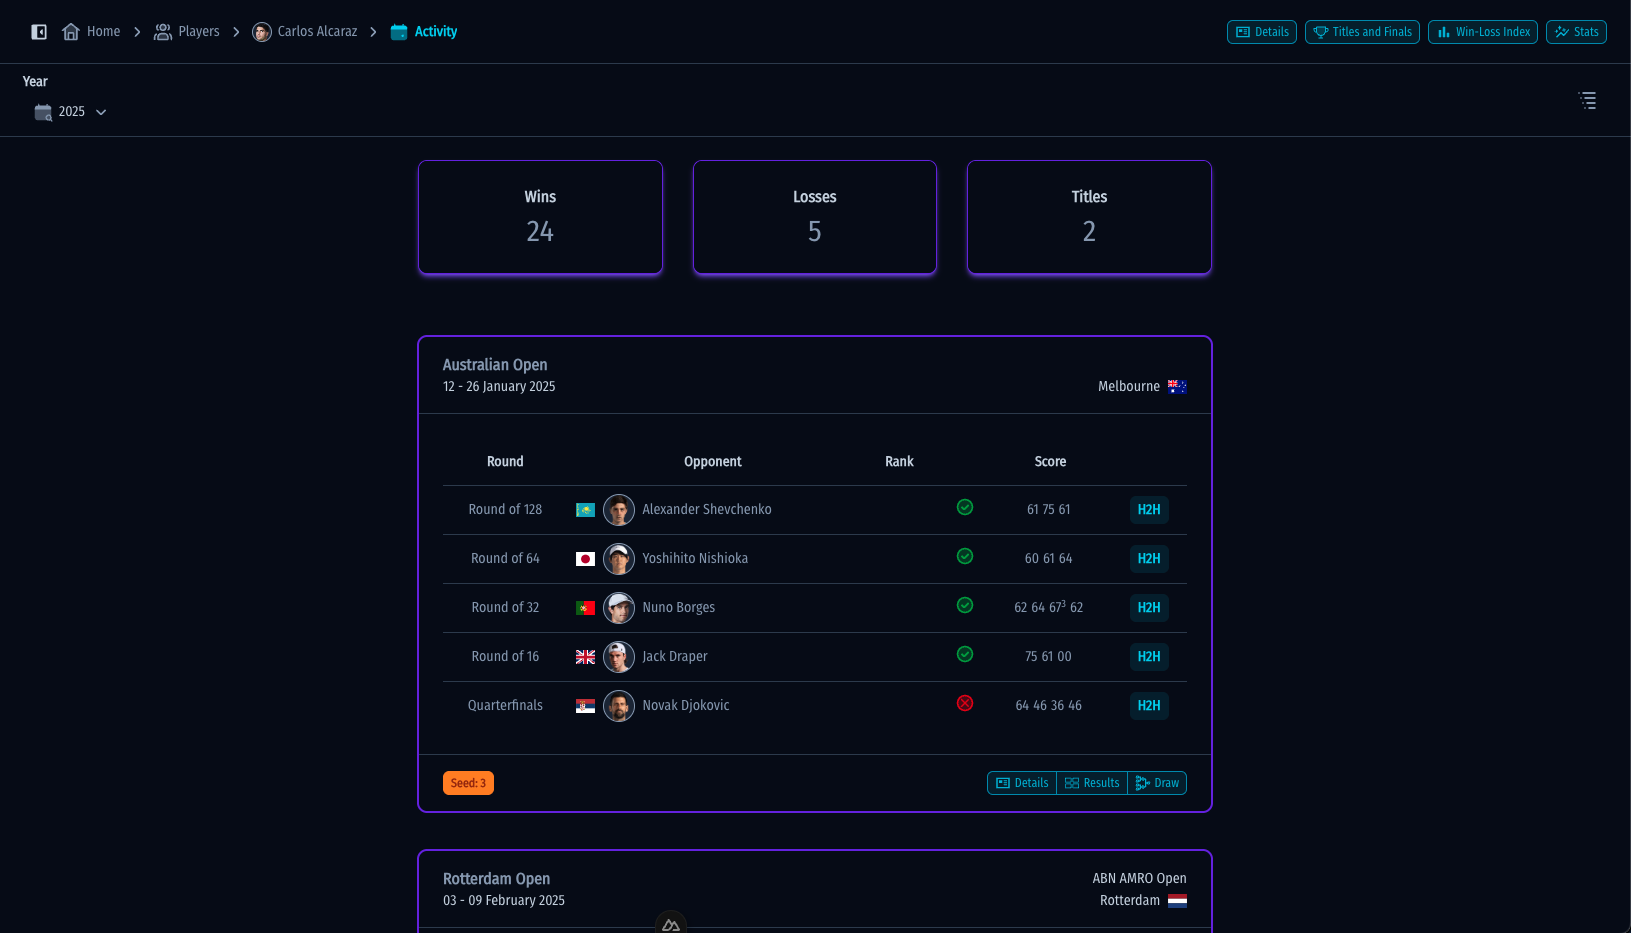 Home Players Carlos Alcaraz Activity Details Titles and Finals Win-Loss Index Stats
Year
2025
Wins Losses Titles
24 5 2
Australian Open
12 - 26 January 2025 Melbourne
Round Opponent Rank Score
Round of 128 Alexander Shevchenko 61 75 61 H2H
Round of 64 Yoshihito Nishioka 60 61 64 H2H
Round of 32 Nuno Borges 62 64 67³ 62 H2H
Round of 16 Jack Draper 75 61 00 H2H
Quarterfinals Novak Djokovic 64 46 36 46 H2H
Seed: 3 Details Results Draw
Rotterdam Open ABN AMRO Open
03 - 09 February 2025 Rotterdam